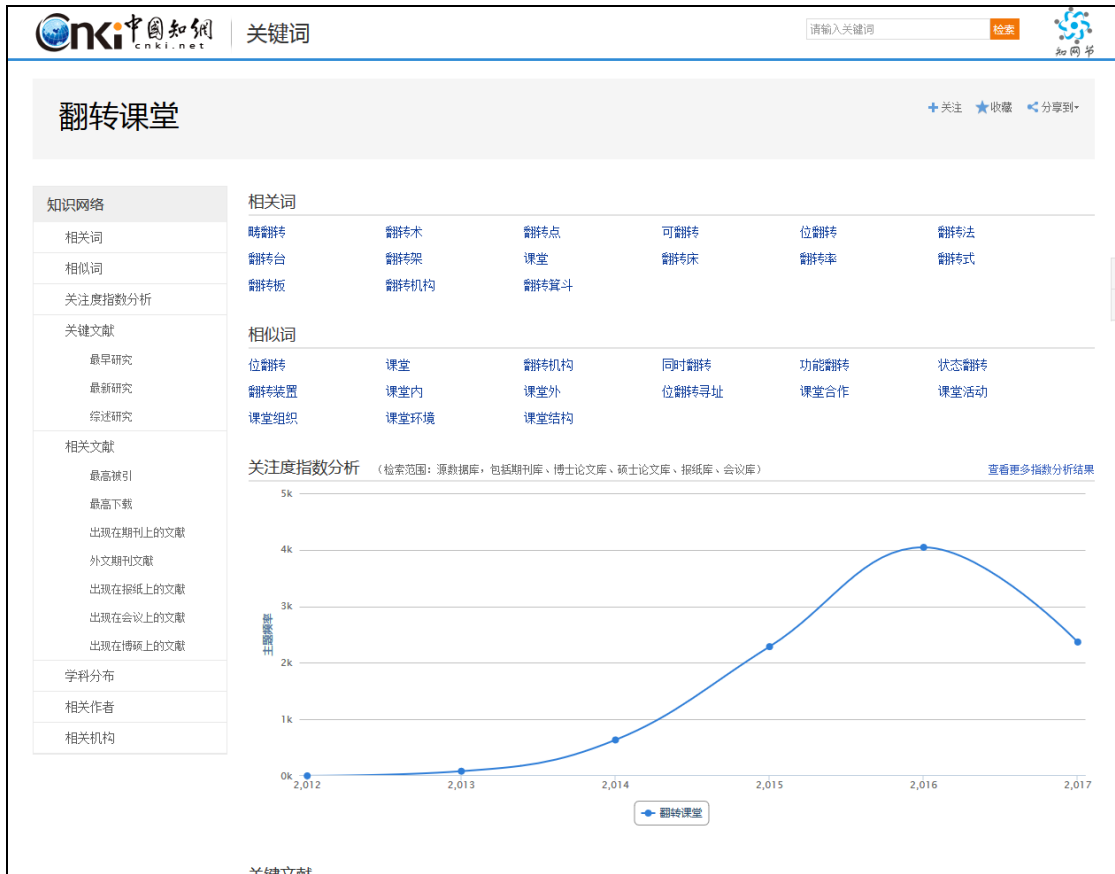 cnki中国知网 关键词 请输入关键词 检索
cnki.net
知网节
翻转课堂 关注 收藏 分享到
知识网络
相关词
相似词
关注度指数分析
关键文献
最早研究
最新研究
综述研究
相关文献
最高被引
最高下载
出现在期刊上的文献
外文期刊文献
出现在报纸上的文献
出现在会议上的文献
出现在博硕上的文献
学科分布
相关作者
相关机构
相关词
畴翻转 翻转术 翻转点 可翻转 位翻转 翻转法
翻转台 翻转架 课堂 翻转床 翻转率 翻转式
翻转板 翻转机构 翻转箕斗
相似词
位翻转 课堂 翻转机构 同时翻转 功能翻转 状态翻转
翻转装置 课堂内 课堂外 位翻转寻址 课堂合作 课堂活动
课堂组织 课堂环境 课堂结构
关注度指数分析 (检索范围：源数据库，包括期刊库、博士论文库、硕士论文库、报纸库、会议库) 查看更多指数分析结果
5k
4k
3k
2k
1k
0k
主题频率
2,012 2,013 2,014 2,015 2,016 2,017
翻转课堂
关键文献